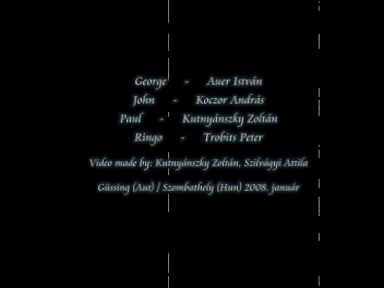 George - Auer István
John - Koczor András
Paul - Kutnyánszky Zoltán
Ringo - Trobits Peter
Video made by: Kutnyánszky Zoltán, Szilvágyi Attila
Güssing (Aut) / Szombathely (Hun) 2008. január